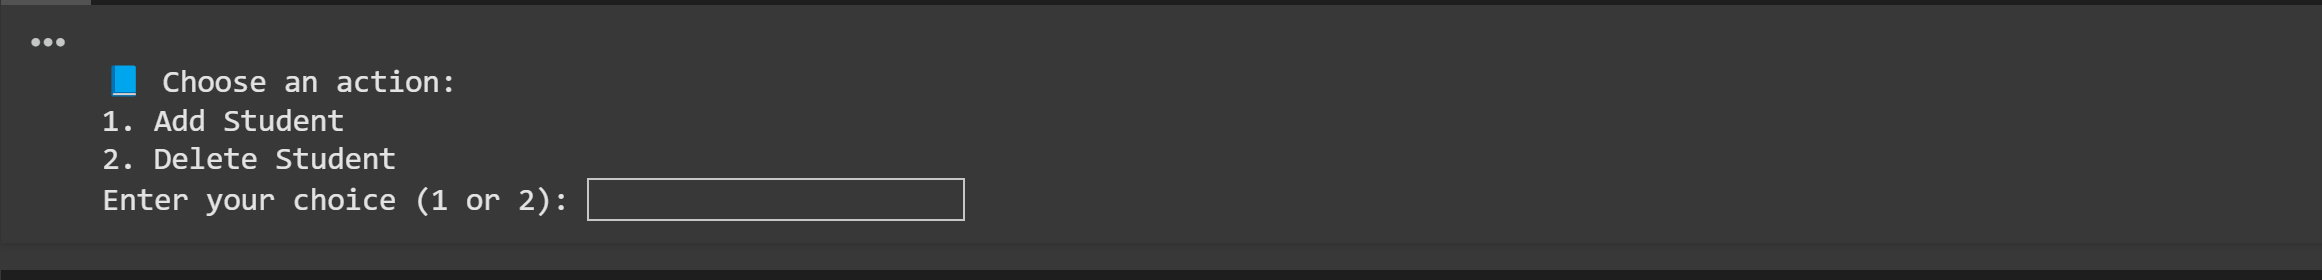 📘 Choose an action:
1. Add Student
2. Delete Student
Enter your choice (1 or 2):